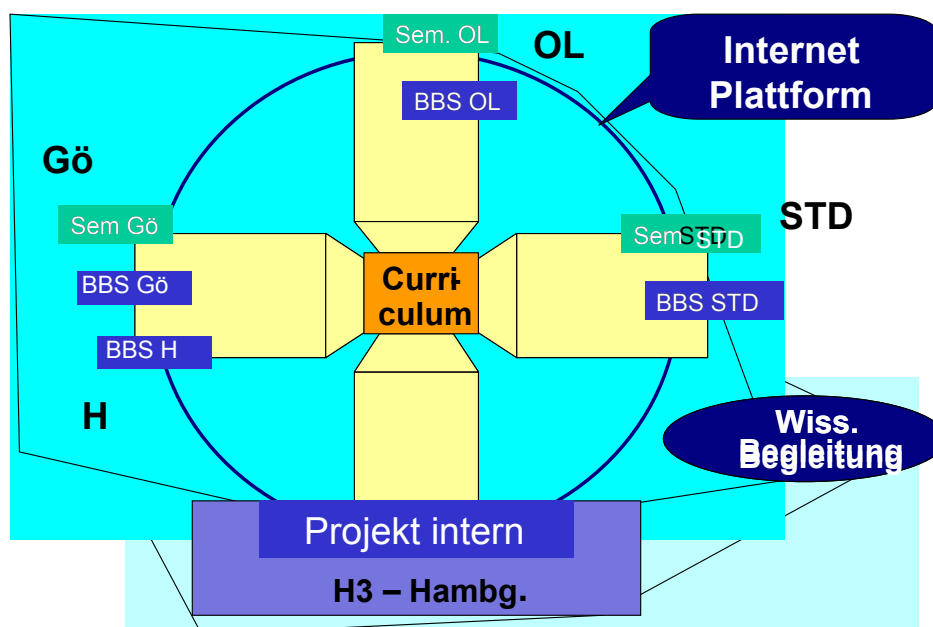 Sem. OL
OL
Internet
Plattform
BBS OL
Gö
Sem Gö
STD
Sem STD
STD
BBS Gö
Curri-
culum
BBS STD
BBS H
H
Wiss.
Begleitung
Projekt intern
H3 – Hambg.